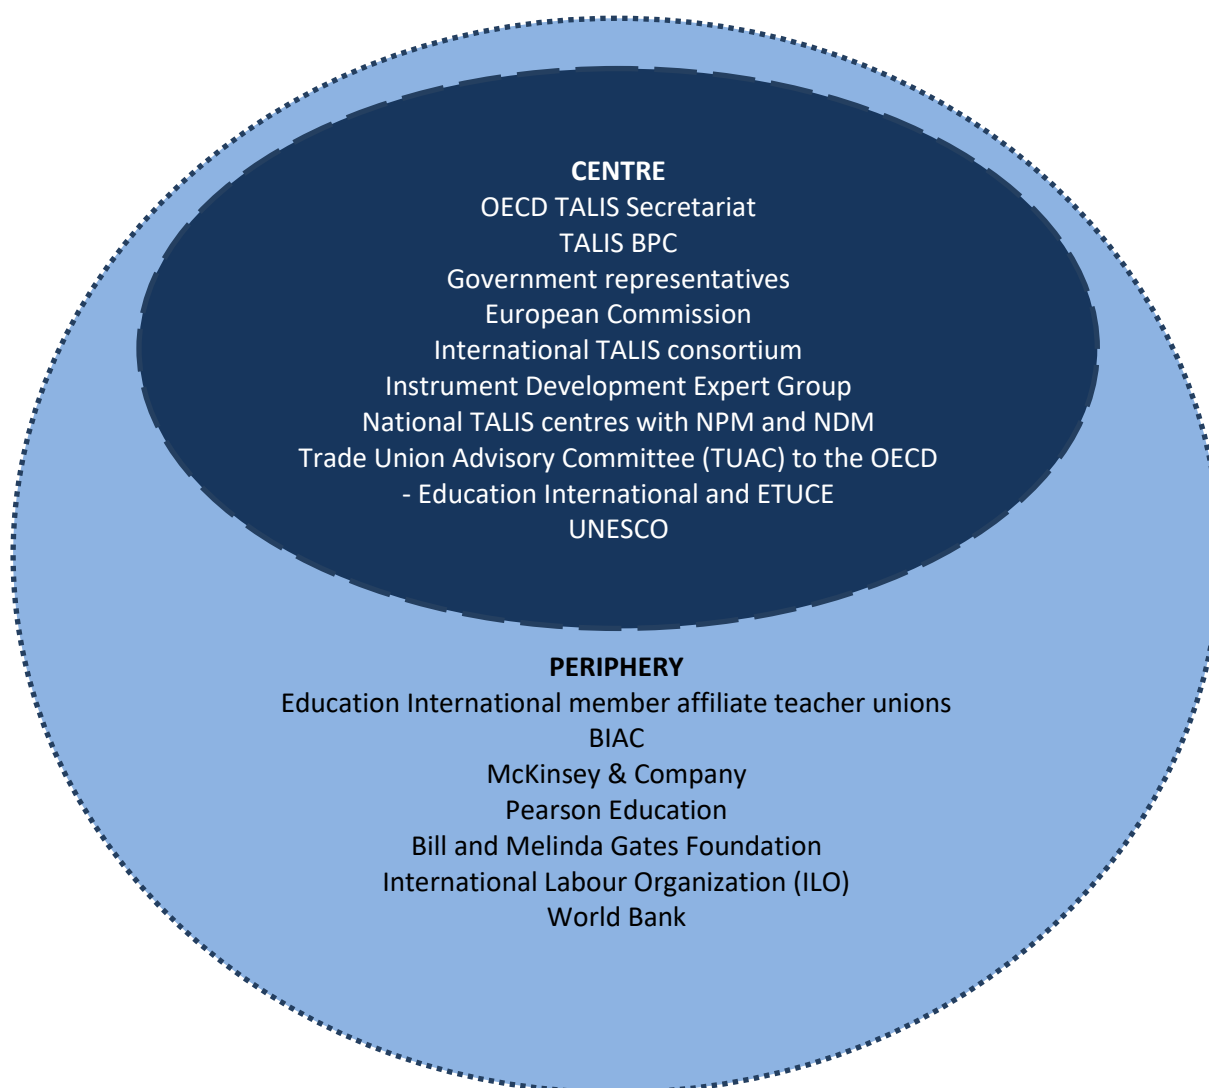 CENTRE
OECD TALIS Secretariat
TALIS BPC
Government representatives
European Commission
International TALIS consortium
Instrument Development Expert Group
National TALIS centres with NPM and NDM
Trade Union Advisory Committee (TUAC) to the OECD
- Education International and ETUCE
UNESCO
PERIPHERY
Education International member affiliate teacher unions
BIAC
McKinsey & Company
Pearson Education
Bill and Melinda Gates Foundation
International Labour Organization (ILO)
World Bank